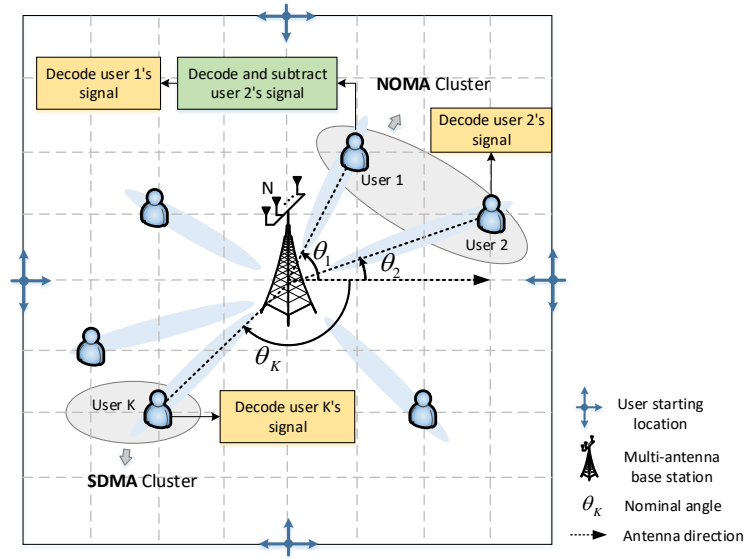 Decode user 1's
signal
Decode and subtract
user 2's signal
NOMA Cluster
Decode user 2's
signal
User 1
N
User 2
θ1
θ2
θK
User K
Decode user K's
signal
SDMA Cluster
User starting
location
Multi-antenna
base station
θK Nominal angle
Antenna direction